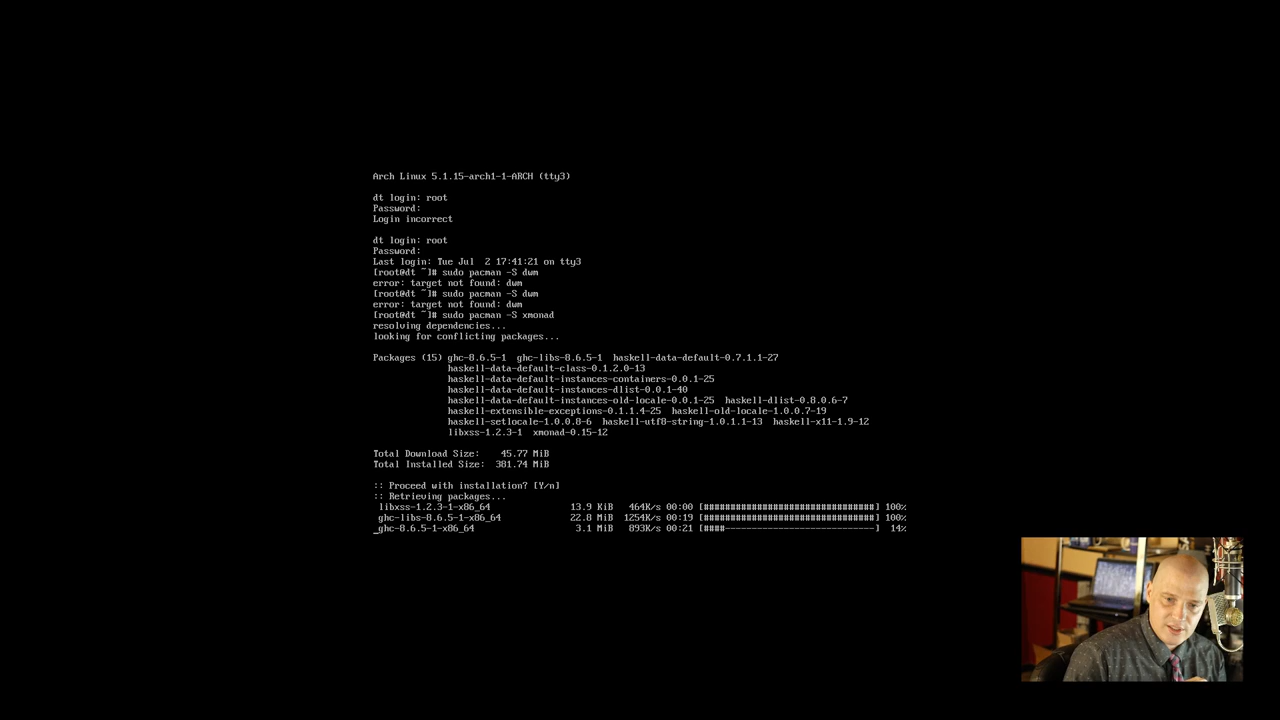 Arch Linux 5.1.15-arch1-1-ARCH (tty3)
dt login: root
Password:
Login incorrect
dt login: root
Password:
Last login: Tue Jul  2 17:41:21 on tty3
[root@dt ~]# sudo pacman -S dwm
error: target not found: dwm
[root@dt ~]# sudo pacman -S dwm
error: target not found: dwm
[root@dt ~]# sudo pacman -S xmonad
resolving dependencies...
looking for conflicting packages...
Packages (15) ghc-8.6.5-1  ghc-libs-8.6.5-1  haskell-data-default-0.7.1.1-27
haskell-data-default-class-0.1.2.0-13
haskell-data-default-instances-containers-0.0.1-25
haskell-data-default-instances-dlist-0.0.1-40
haskell-data-default-instances-old-locale-0.0.1-25  haskell-dlist-0.8.0.6-7
haskell-extensible-exceptions-0.1.1.4-25  haskell-old-locale-1.0.0.7-19
haskell-setlocale-1.0.0.8-6  haskell-utf8-string-1.0.1.1-13  haskell-x11-1.9-12
libxss-1.2.3-1  xmonad-0.15-12
Total Download Size:    45.77 MiB
Total Installed Size:  381.74 MiB
:: Proceed with installation? [Y/n]
:: Retrieving packages...
libxss-1.2.3-1-x86_64 13.9 KiB 464K/s 00:00 [################################] 100%
ghc-libs-8.6.5-1-x86_64 22.8 MiB 1254K/s 00:19 [################################] 100%
_ghc-8.6.5-1-x86_64 3.1 MiB 893K/s 00:21 [####----------------------------] 14%